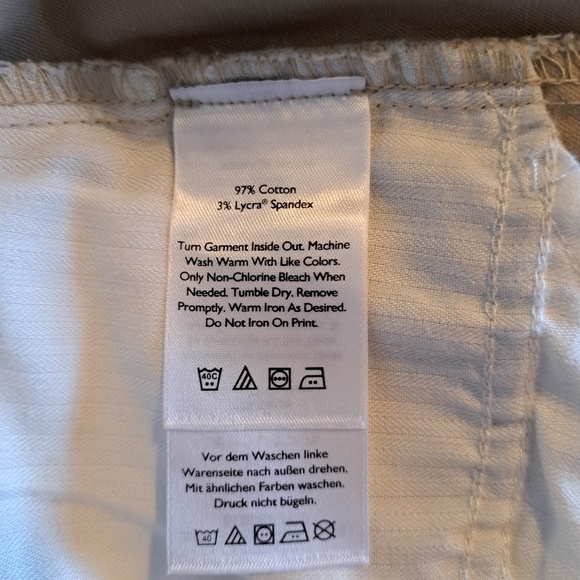 97% Cotton
3% Lycra® Spandex
Turn Garment Inside Out. Machine
Wash Warm With Like Colors.
Only Non-Chlorine Bleach When
Needed. Tumble Dry. Remove
Promptly. Warm Iron As Desired.
Do Not Iron On Print.
40C
Vor dem Waschen linke
Warenseite nach außen drehen.
Mit ähnlichen Farben waschen.
Druck nicht bügeln.
40